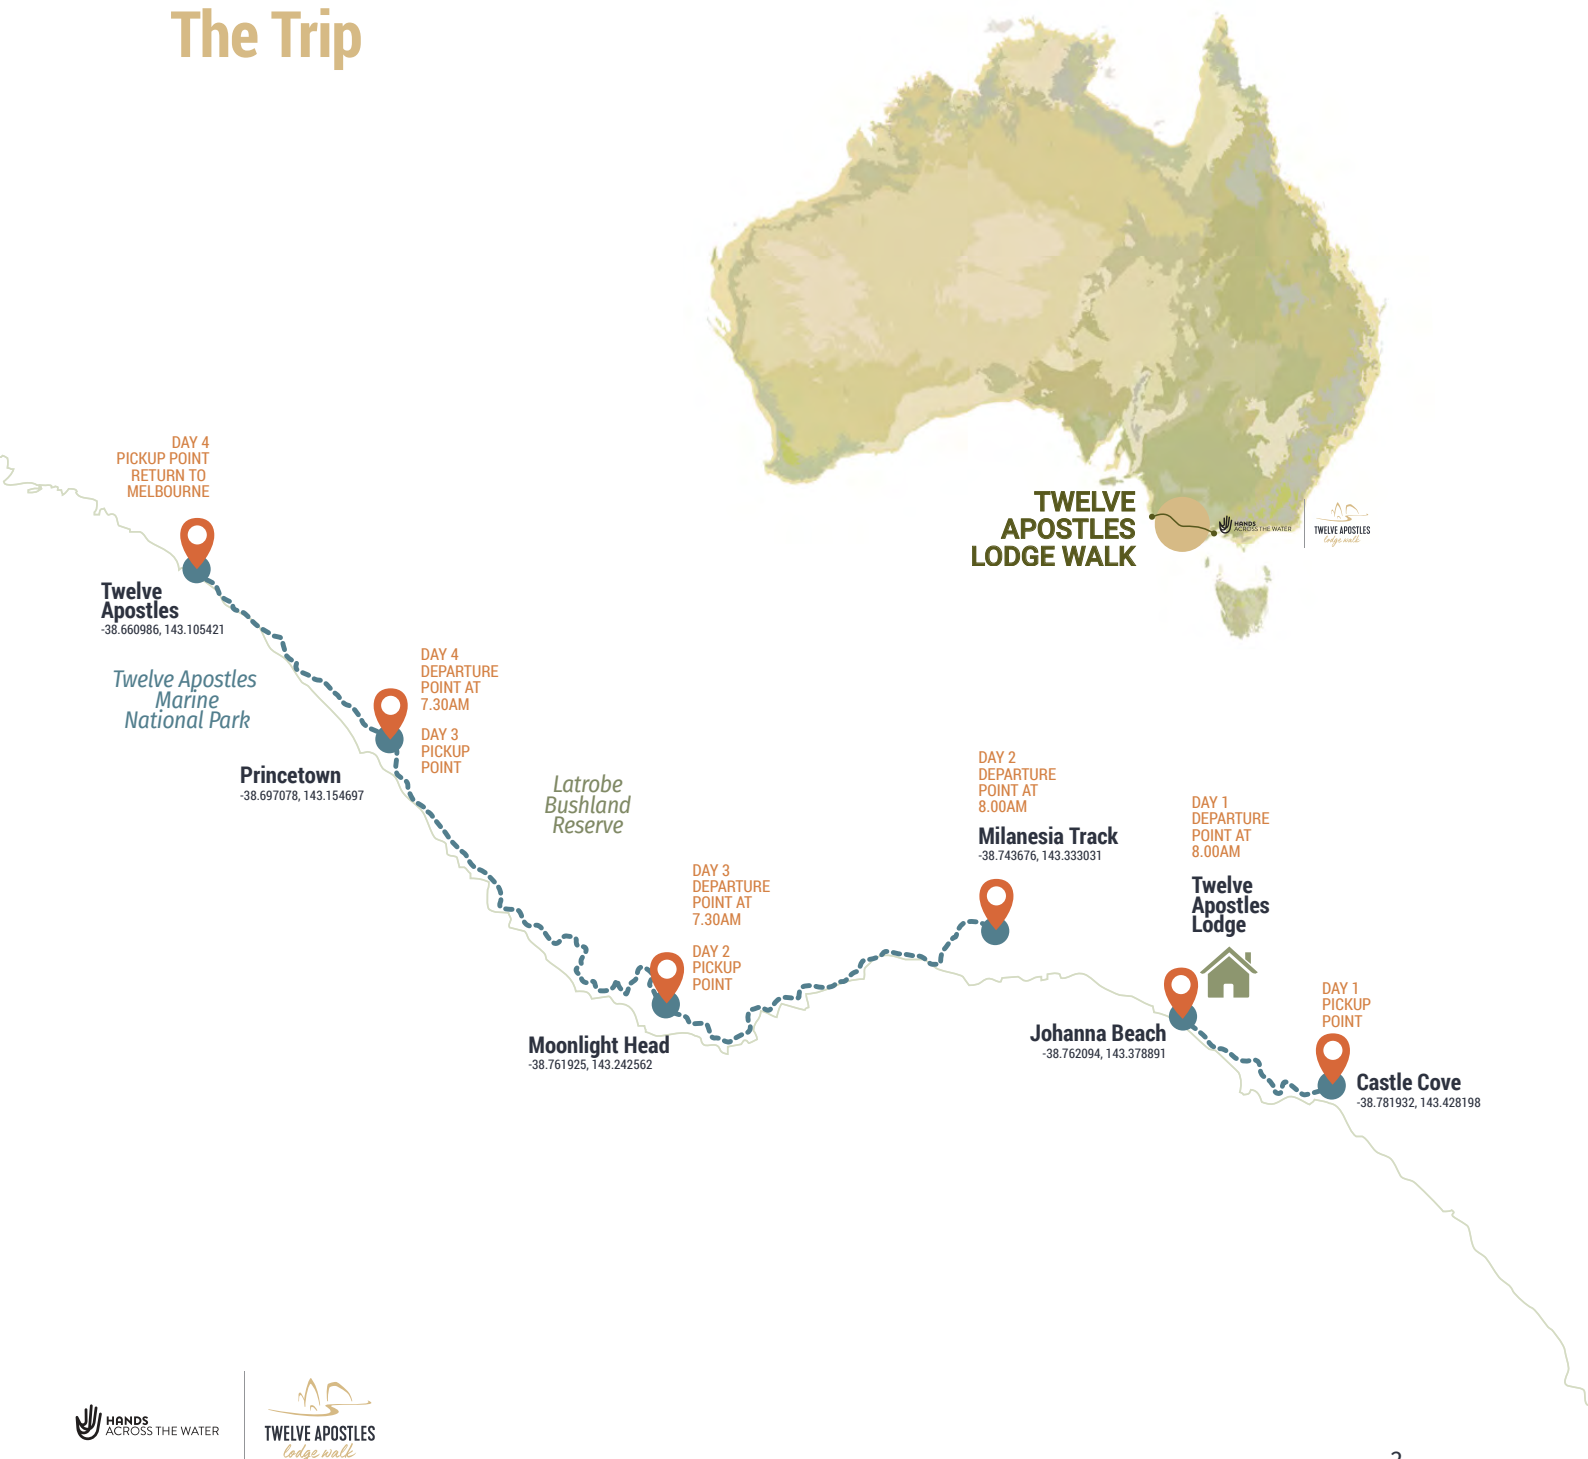 The Trip
TWELVE
APOSTLES
LODGE WALK
HANDS
ACROSS THE WATER
TWELVE APOSTLES
lodge walk
DAY 4
PICKUP POINT
RETURN TO
MELBOURNE
Twelve
Apostles
-38.660986, 143.105421
Twelve Apostles
Marine
National Park
DAY 4
DEPARTURE
POINT AT
7.30AM
DAY 3
PICKUP
POINT
Princetown
-38.697078, 143.154697
Latrobe
Bushland
Reserve
DAY 3
DEPARTURE
POINT AT
7.30AM
DAY 2
PICKUP
POINT
Moonlight Head
-38.761925, 143.242562
DAY 2
DEPARTURE
POINT AT
8.00AM
Milanesia Track
-38.743676, 143.333031
DAY 1
DEPARTURE
POINT AT
8.00AM
Twelve
Apostles
Lodge
Johanna Beach
-38.762094, 143.378891
DAY 1
PICKUP
POINT
Castle Cove
-38.781932, 143.428198
HANDS
ACROSS THE WATER
TWELVE APOSTLES
lodge walk